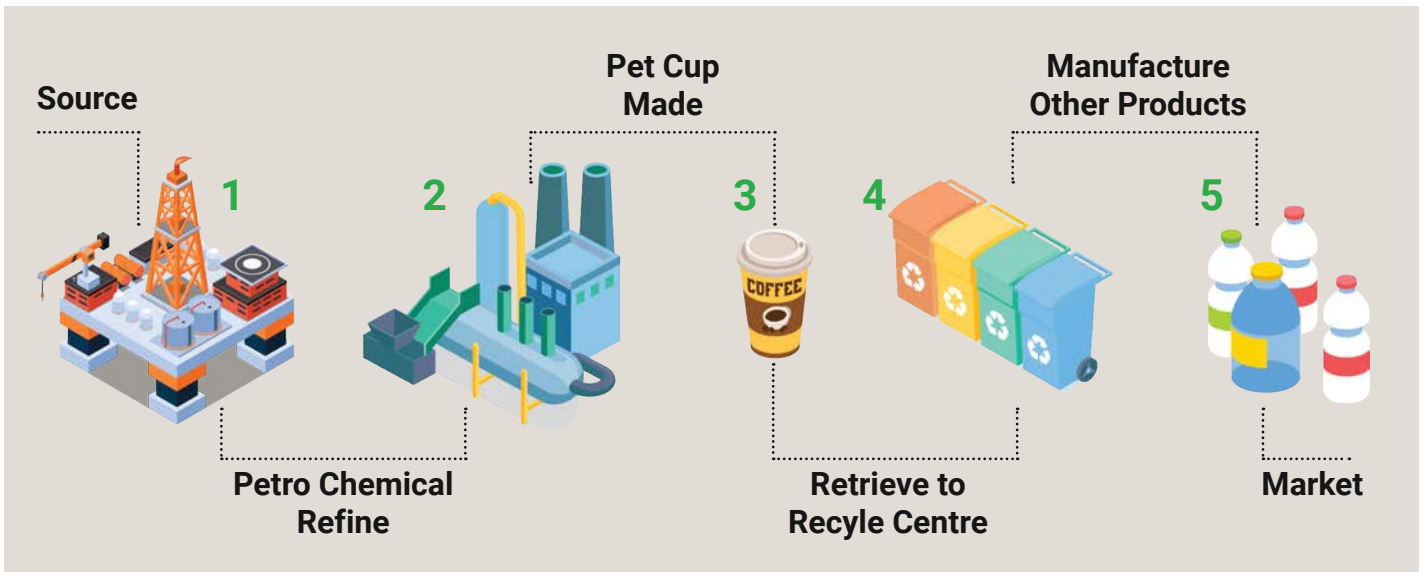 Source
1
Petro Chemical
Refine
2
Pet Cup
Made
3
COFFEE
Retrieve to
Recyle Centre
4
Manufacture
Other Products
5
Market